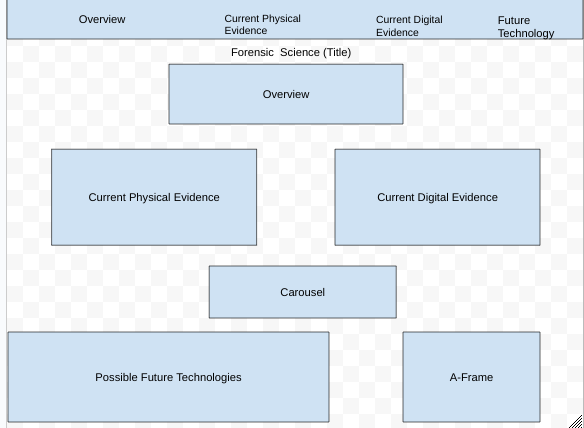 Overview
Current Physical
Evidence
Current Digital
Evidence
Future
Technology
Forensic  Science (Title)
Overview
Current Physical Evidence
Current Digital Evidence
Carousel
Possible Future Technologies
A-Frame